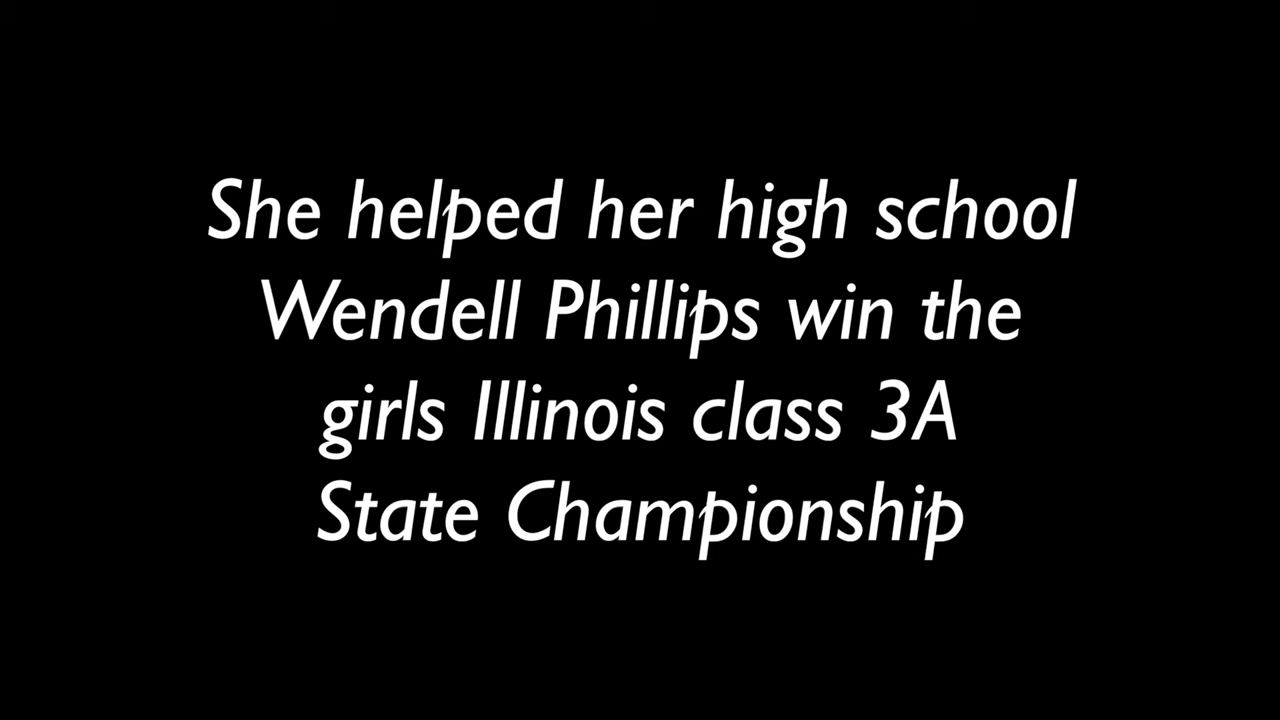 She helped her high school
Wendell Phillips win the
girls Illinois class 3A
State Championship